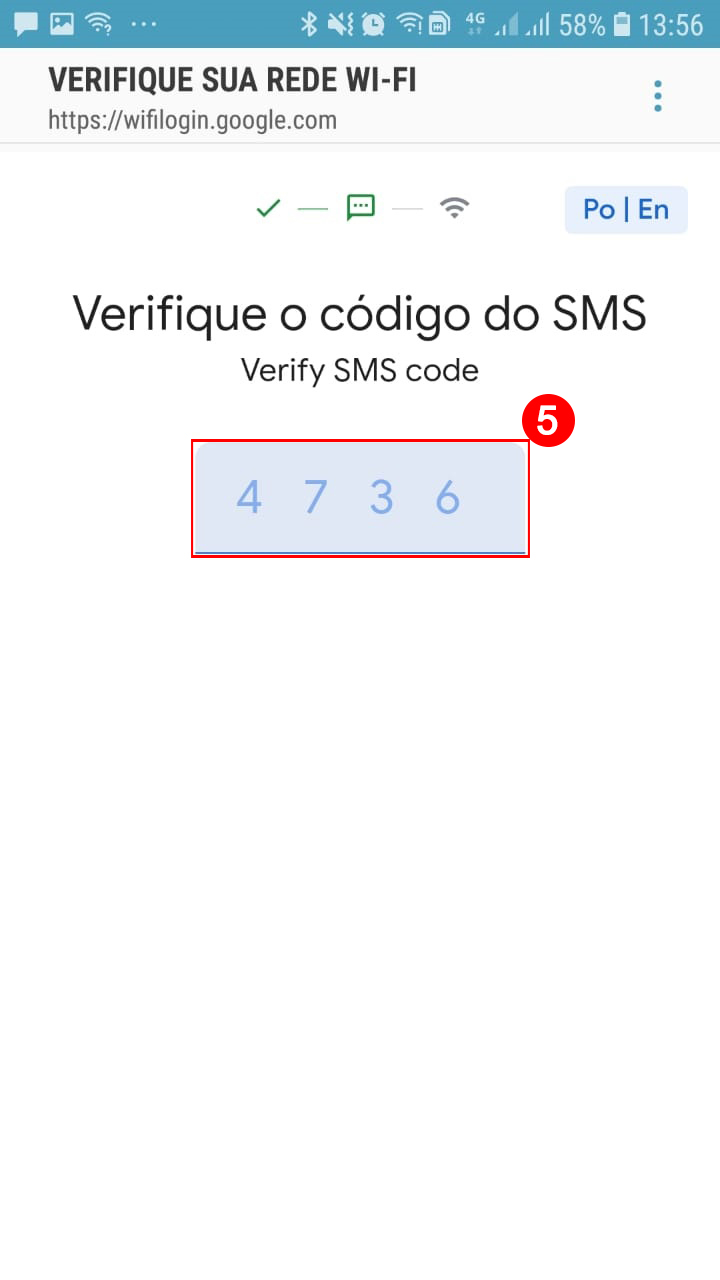 4G 58% 13:56
VERIFIQUE SUA REDE WI-FI
https://wifilogin.google.com
Po | En
Verifique o código do SMS
Verify SMS code
5
4 7 3 6